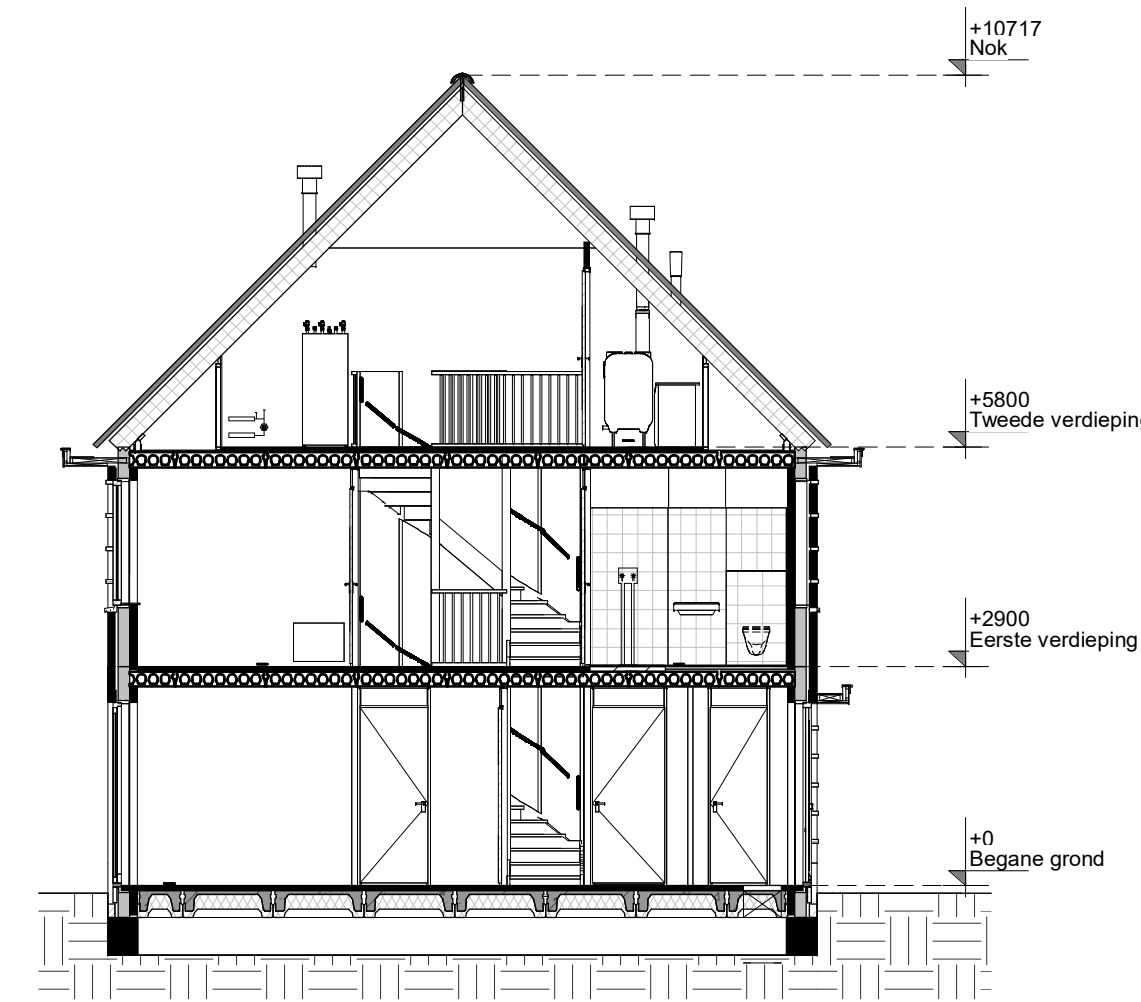 +10717
Nok
+5800
Tweede verdieping
+2900
Eerste verdieping
+0
Begane grond